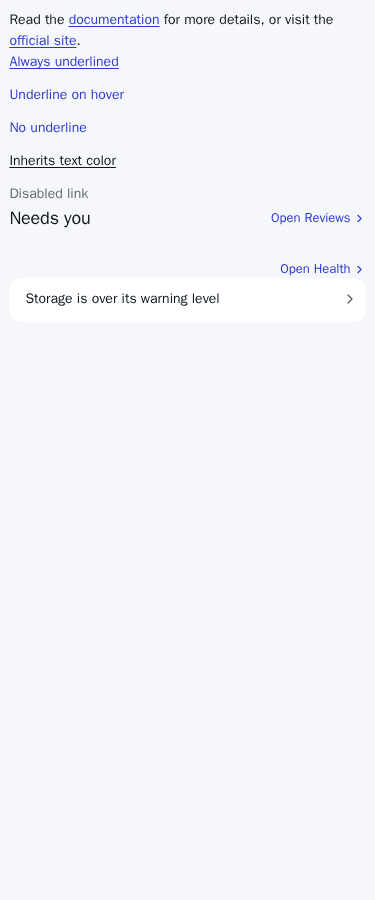 Read the documentation for more details, or visit the
official site.
Always underlined
Underline on hover
No underline
Inherits text color
Disabled link
Needs you
Open Reviews
Open Health
Storage is over its warning level